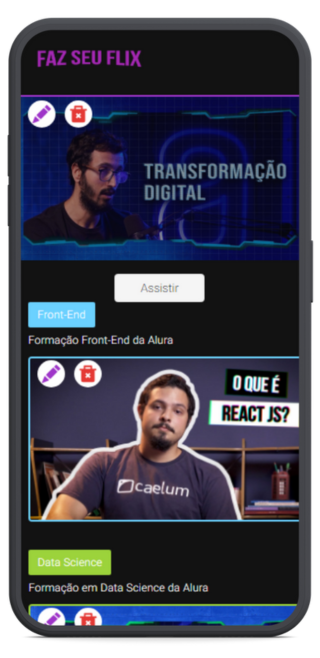 FAZ SEU FLIX
TRANSFORMAÇÃO
DIGITAL
Assistir
Front-End
Formação Front-End da Alura
O QUE É
REACT JS?
caelum
Data Science
Formação em Data Science da Alura